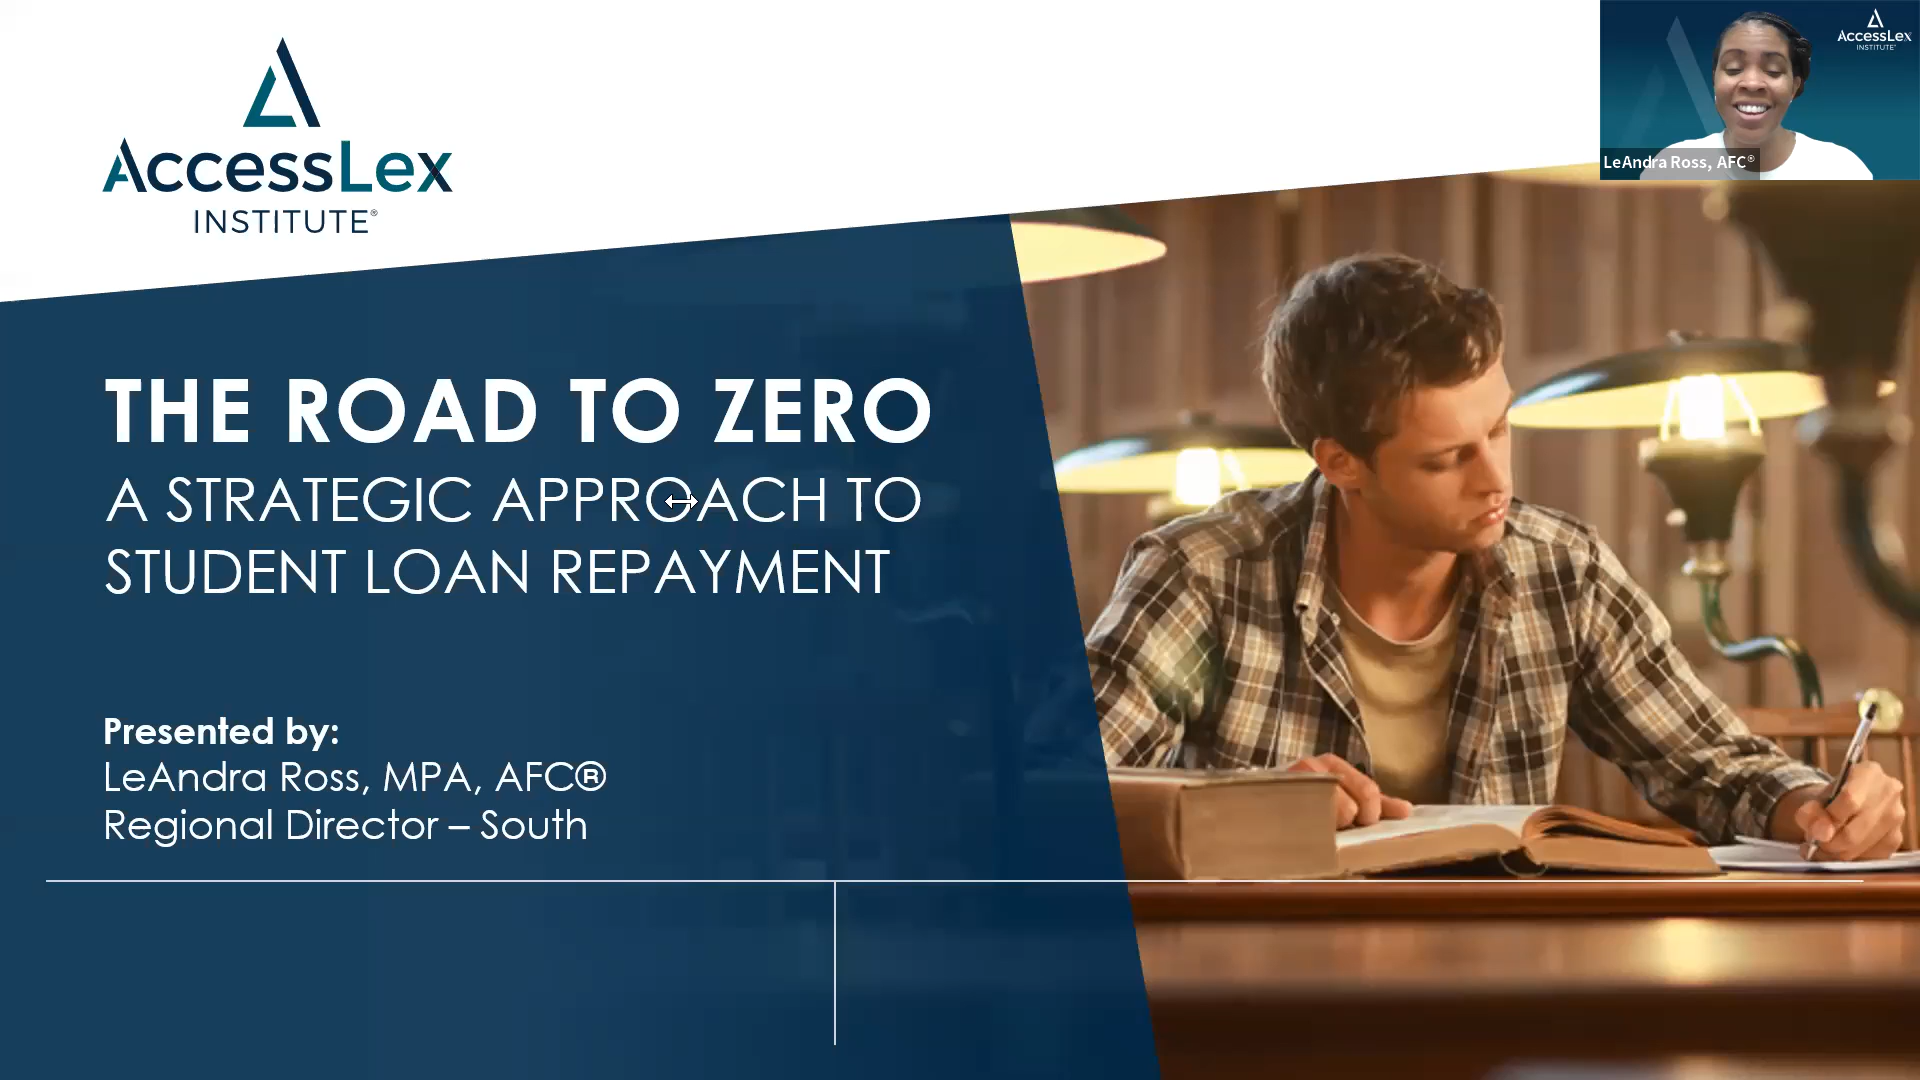 AccessLex
INSTITUTE®
AccessLex
INSTITUTE®
LeAndra Ross, AFC®
THE ROAD TO ZERO
A STRATEGIC APPROACH TO
STUDENT LOAN REPAYMENT
Presented by:
LeAndra Ross, MPA, AFC®
Regional Director – South